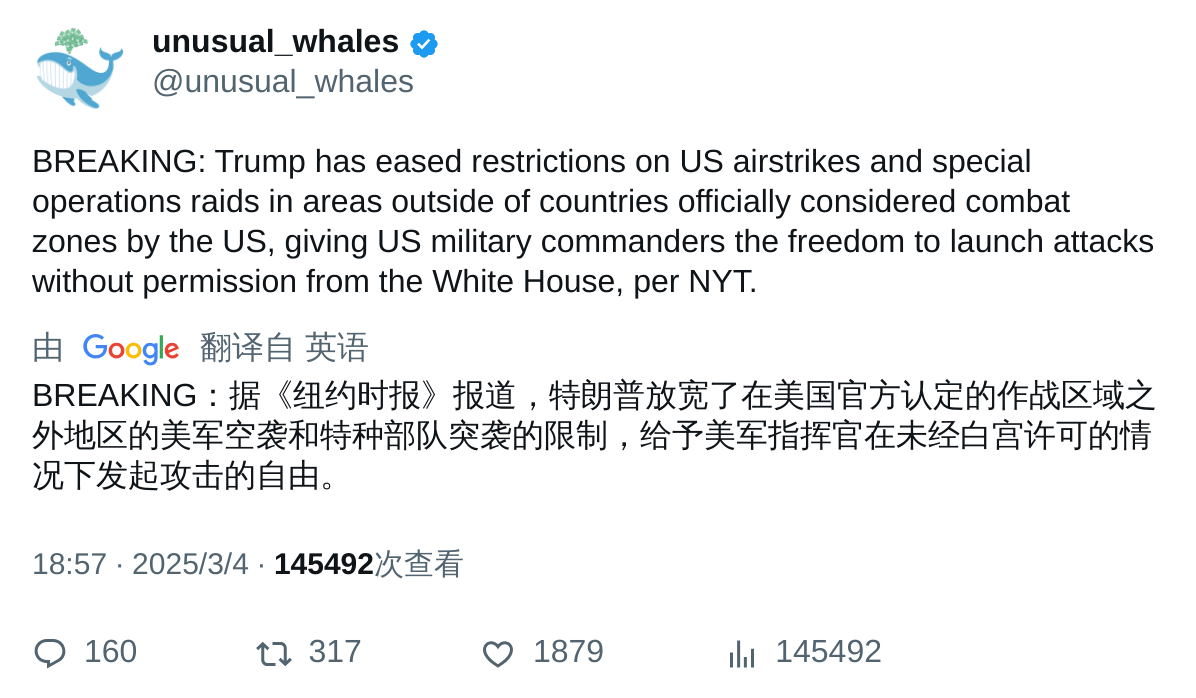 unusual_whales
@unusual_whales
BREAKING: Trump has eased restrictions on US airstrikes and special
operations raids in areas outside of countries officially considered combat
zones by the US, giving US military commanders the freedom to launch attacks
without permission from the White House, per NYT.
由 Google 翻译自 英语
BREAKING：据《纽约时报》报道，特朗普放宽了在美国官方认定的作战区域之
外地区的美军空袭和特种部队突袭的限制，给予美军指挥官在未经白宫许可的情
况下发起攻击的自由。
18:57 · 2025/3/4 · 145492次查看
160 317 1879 145492